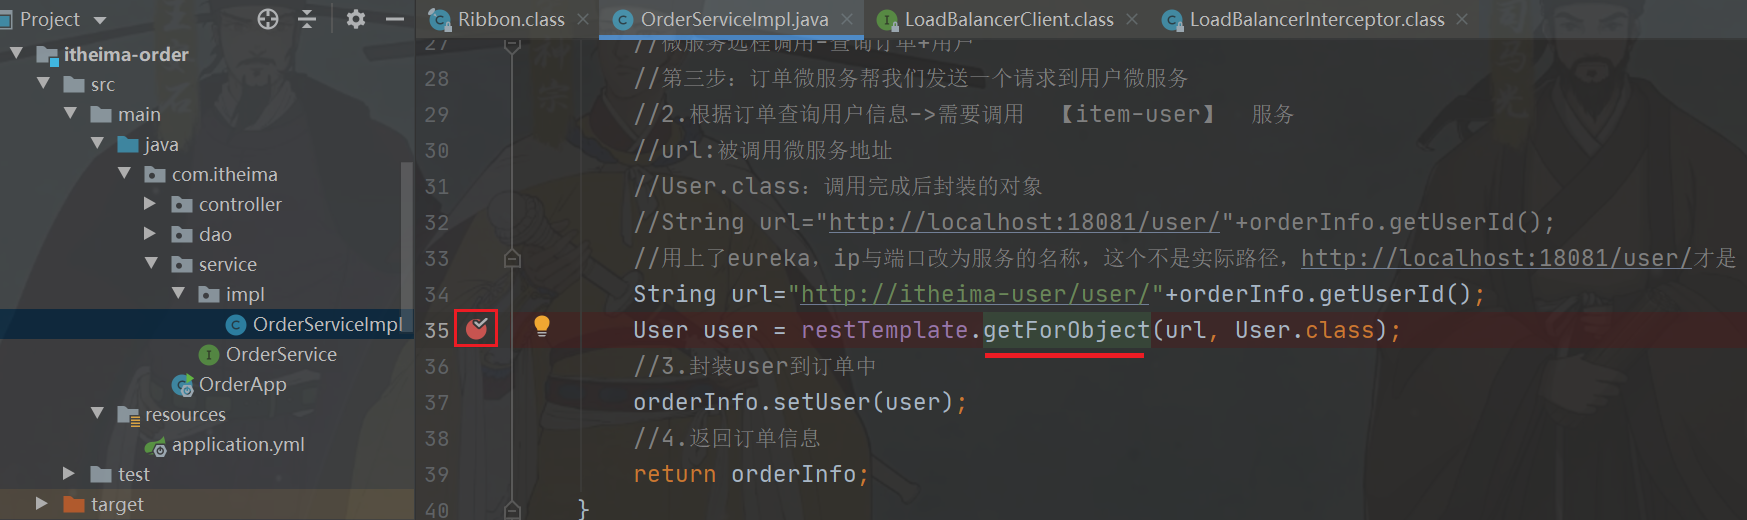 Project
Ribbon.class
OrderServiceImpl.java
LoadBalancerClient.class
LoadBalancerInterceptor.class
itheima-order
src
main
java
com.itheima
controller
dao
service
impl
OrderServiceImpl
OrderService
OrderApp
resources
application.yml
test
target
27 //微服务远程调用-查询订单+用户
28 //第三步：订单微服务帮我们发送一个请求到用户微服务
29 //2.根据订单查询用户信息->需要调用 【item-user】 服务
30 //url:被调用微服务地址
31 //User.class：调用完成后封装的对象
32 //String url="http://localhost:18081/user/"+orderInfo.getUserId();
33 //用上了eureka，ip与端口改为服务的名称，这个不是实际路径，http://localhost:18081/user/才是
34 String url="http://itheima-user/user/"+orderInfo.getUserId();
35 User user = restTemplate.getForObject(url, User.class);
36 //3.封装user到订单中
37 orderInfo.setUser(user);
38 //4.返回订单信息
39 return orderInfo;
40 }